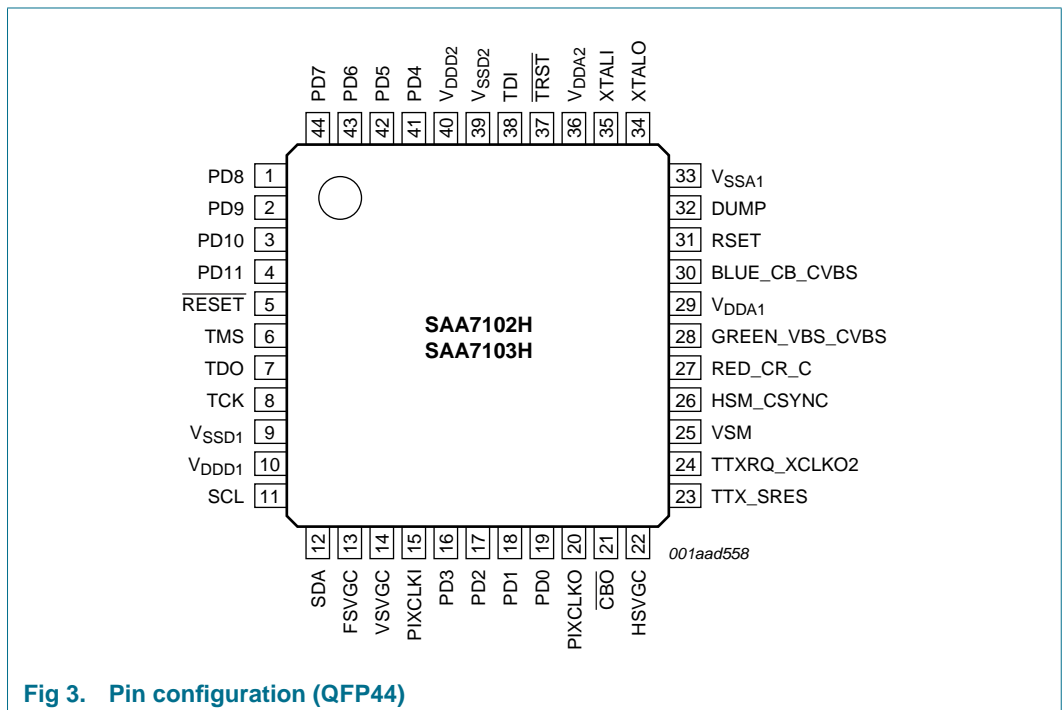 PD7 PD6 PD5 PD4 VDDD2 VSSD2 TDI TRST VDDA2 XTALI XTALO
44 43 42 41 40 39 38 37 36 35 34
PD8 1
PD9 2
PD10 3
PD11 4
RESET 5
TMS 6
TDO 7
TCK 8
VSSD1 9
VDDD1 10
SCL 11
SAA7102H
SAA7103H
33 VSSA1
32 DUMP
31 RSET
30 BLUE_CB_CVBS
29 VDDA1
28 GREEN_VBS_CVBS
27 RED_CR_C
26 HSM_CSYNC
25 VSM
24 TTXRQ_XCLKO2
23 TTX_SRES
12 13 14 15 16 17 18 19 20 21 22
SDA FSVGC VSVGC PIXCLKI PD3 PD2 PD1 PD0 PIXCLKO CBO HSVGC
001aad558
Fig 3. Pin configuration (QFP44)